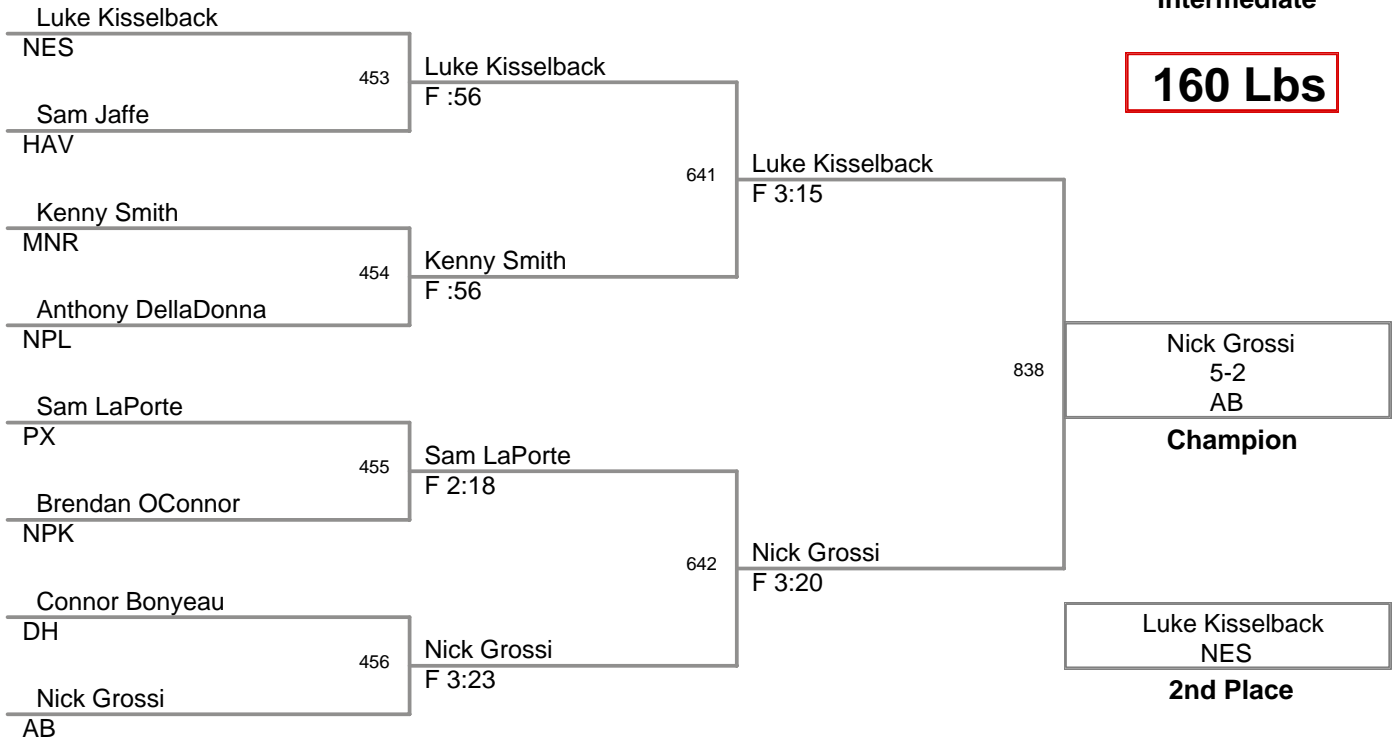 Intermediate
160 Lbs
Luke Kisselback
NES
453
Sam Jaffe
HAV
Luke Kisselback
F :56
Kenny Smith
MNR
454
Anthony DellaDonna
NPL
Kenny Smith
F :56
641
Luke Kisselback
F 3:15
Sam LaPorte
PX
455
Brendan OConnor
NPK
Sam LaPorte
F 2:18
Connor Bonyeau
DH
456
Nick Grossi
AB
Nick Grossi
F 3:23
642
Nick Grossi
F 3:20
838
Nick Grossi
5-2
AB
Champion
Luke Kisselback
NES
2nd Place